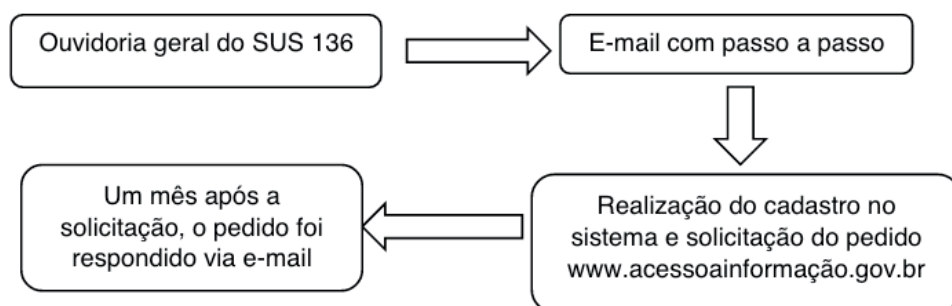 Ouvidoria geral do SUS 136
E-mail com passo a passo
Realização do cadastro no
sistema e solicitação do pedido
www.acessoainformação.gov.br
Um mês após a
solicitação, o pedido foi
respondido via e-mail